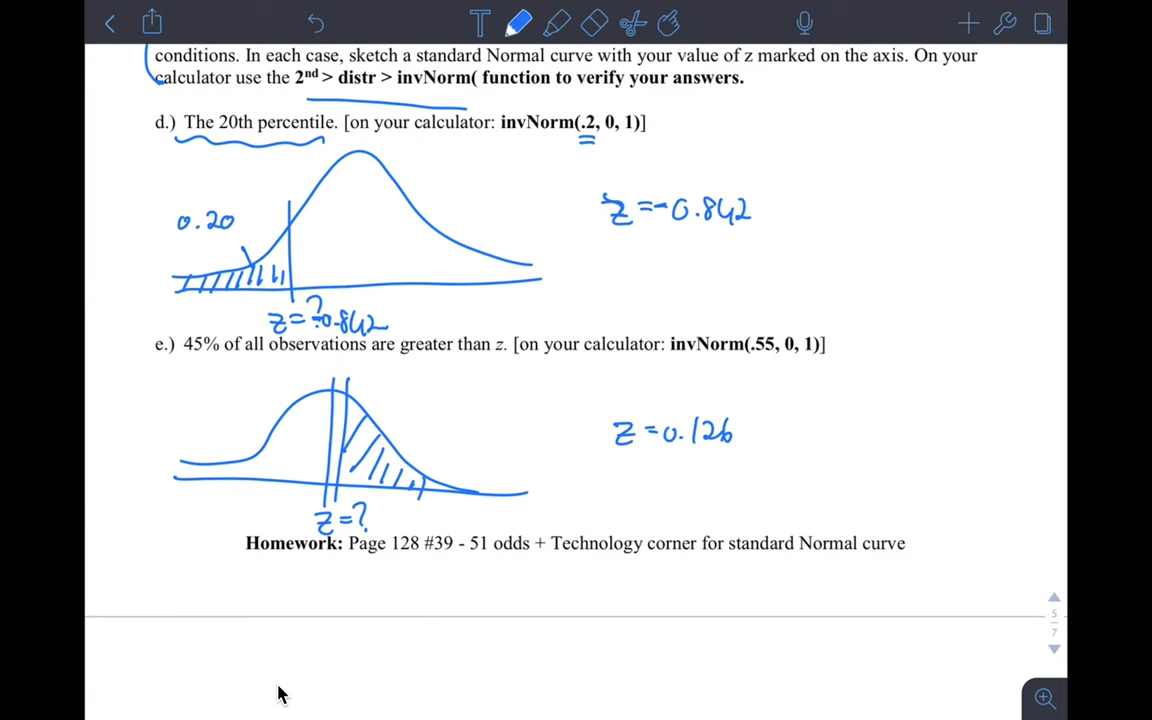 conditions. In each case, sketch a standard Normal curve with your value of z marked on the axis. On your
calculator use the 2nd > distr > invNorm( function to verify your answers.
d.) The 20th percentile. [on your calculator: invNorm(.2, 0, 1)]
0.20
z = -0.842
z = ? -0.842
e.) 45% of all observations are greater than z. [on your calculator: invNorm(.55, 0, 1)]
z = 0.126
z = ?
Homework: Page 128 #39 - 51 odds + Technology corner for standard Normal curve
5
7